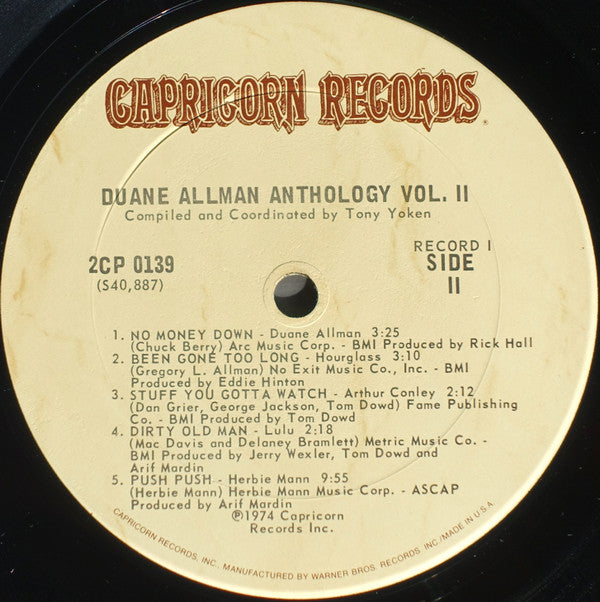 CAPRICORN RECORDS
DUANE ALLMAN ANTHOLOGY VOL. II
Compiled and Coordinated by Tony Yoken
2CP 0139
(S40,887)
RECORD I
SIDE
II
1. NO MONEY DOWN - Duane Allman 3:25
(Chuck Berry) Arc Music Corp. - BMI Produced by Rick Hall
2. BEEN GONE TOO LONG - Hourglass 3:10
(Gregory L. Allman) No Exit Music Co., Inc. - BMI
Produced by Eddie Hinton
3. STUFF YOU GOTTA WATCH - Arthur Conley 2:12
(Dan Grier, George Jackson, Tom Dowd) Fame Publishing
Co. - BMI Produced by Tom Dowd
4. DIRTY OLD MAN - Lulu 2:18
(Mac Davis and Delaney Bramlett) Metric Music Co. -
BMI Produced by Jerry Wexler, Tom Dowd and
Arif Mardin
5. PUSH PUSH - Herbie Mann 9:55
(Herbie Mann) Herbie Mann Music Corp. - ASCAP
Produced by Arif Mardin
℗1974 Capricorn
Records Inc.
CAPRICORN RECORDS, INC. MANUFACTURED BY WARNER BROS. RECORDS INC./MADE IN U.S.A